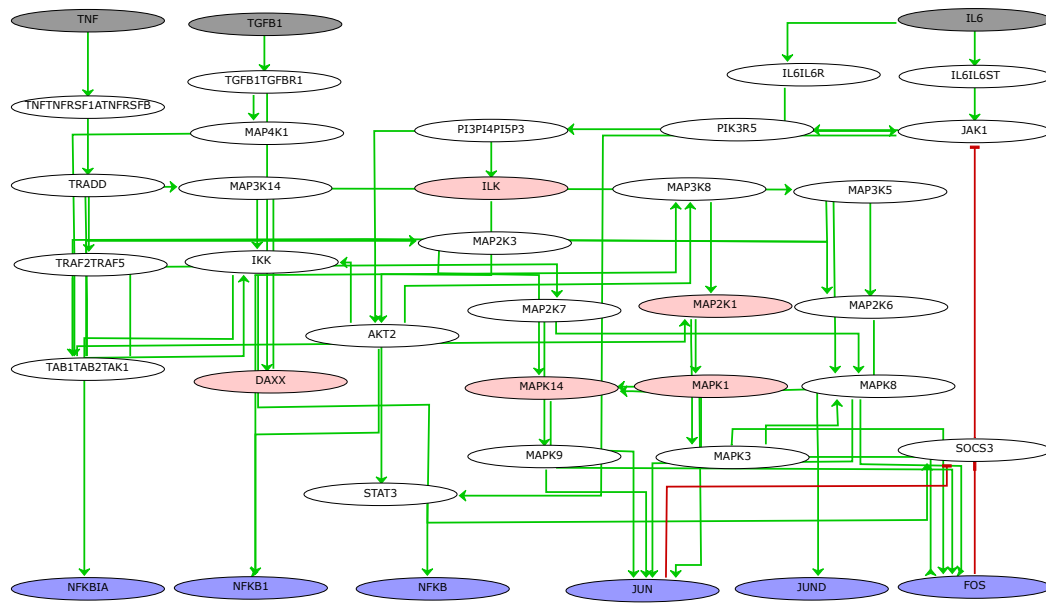 TNF
TGFB1
IL6
TGFB1TGFBR1
IL6IL6R
IL6IL6ST
TNFTNFRSF1ATNFRSFB
MAP4K1
PI3PI4PI5P3
PIK3R5
JAK1
TRADD
MAP3K14
ILK
MAP3K8
MAP3K5
MAP2K3
TRAF2TRAF5
IKK
MAP2K7
MAP2K1
MAP2K6
AKT2
TAB1TAB2TAK1
DAXX
MAPK14
MAPK1
MAPK8
MAPK9
MAPK3
SOCS3
STAT3
NFKBIA
NFKB1
NFKB
JUN
JUND
FOS